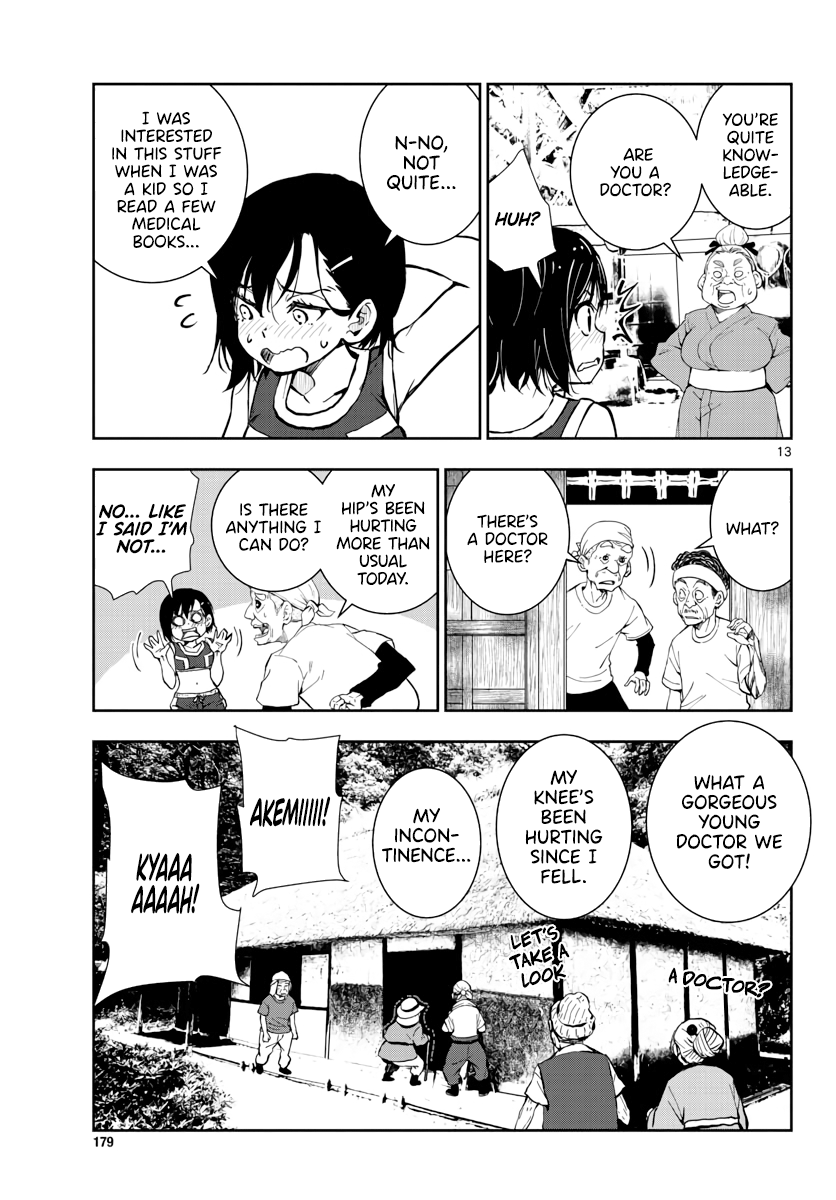 YOU'RE
QUITE
KNOW-
LEDGE-
ABLE.
ARE
YOU A
DOCTOR?
HUH?
N-NO,
NOT
QUITE...
I WAS
INTERESTED
IN THIS STUFF
WHEN I WAS
A KID SO I
READ A FEW
MEDICAL
BOOKS...
13
WHAT?
THERE'S
A DOCTOR
HERE?
MY
HIP'S BEEN
HURTING
MORE THAN
USUAL
TODAY.
IS THERE
ANYTHING I
CAN DO?
NO... LIKE
I SAID I'M
NOT...
WHAT A
GORGEOUS
YOUNG
DOCTOR WE
GOT!
MY
KNEE'S
BEEN
HURTING
SINCE I
FELL.
MY
INCON-
TINENCE...
AKEMIIIIII!
KYAAA
AAAAH!
A DOCTOR?
LET'S
TAKE A
LOOK
179